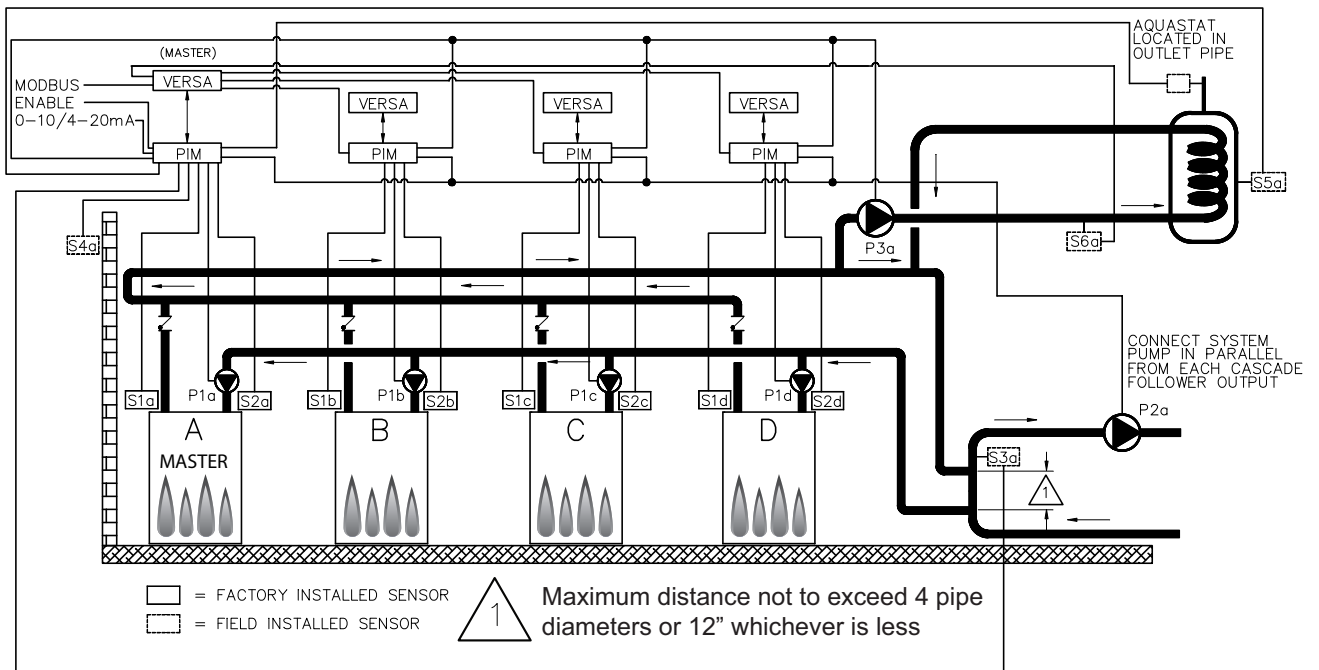 AQUASTAT
LOCATED IN
OUTLET PIPE
(MASTER)
VERSA
MODBUS
ENABLE
0-10/4-20mA
VERSA
VERSA
VERSA
PIM
PIM
PIM
PIM
S5a
S4a
P3a
S6a
CONNECT SYSTEM
PUMP IN PARALLEL
FROM EACH CASCADE
FOLLOWER OUTPUT
S1a
P1a
S2a
S1b
P1b
S2b
S1c
P1c
S2c
S1d
P1d
S2d
P2a
A
MASTER
B
C
D
S3a
1
= FACTORY INSTALLED SENSOR
= FIELD INSTALLED SENSOR
1
Maximum distance not to exceed 4 pipe
diameters or 12” whichever is less